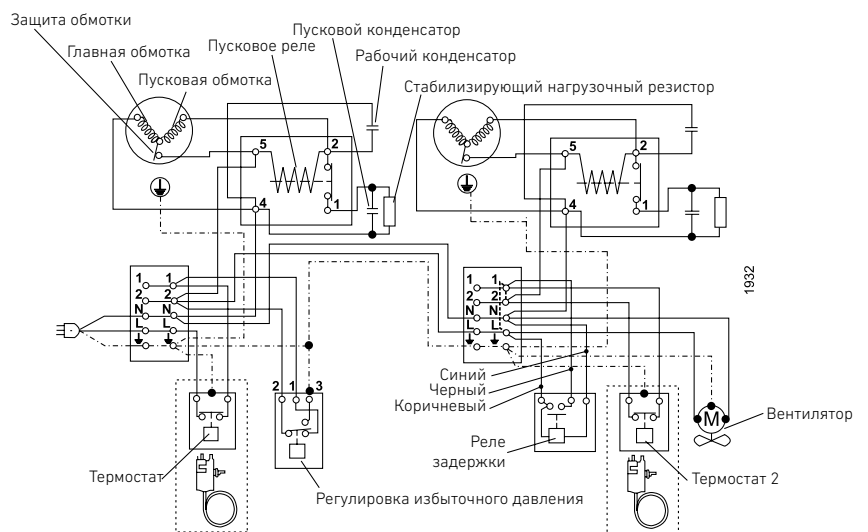 Защита обмотки
Пусковой конденсатор
Главная обмотка
Пусковое реле
Рабочий конденсатор
Пусковая обмотка
Стабилизирующий нагрузочный резистор
5 2
5 2
4 1
4 1
1932
1 1
2 2
N N
L L
1 1
2 2
N N
L L
2 1 3
Синий
Черный
Коричневый
M
Вентилятор
Реле
задержки
Термостат
Термостат 2
Регулировка избыточного давления